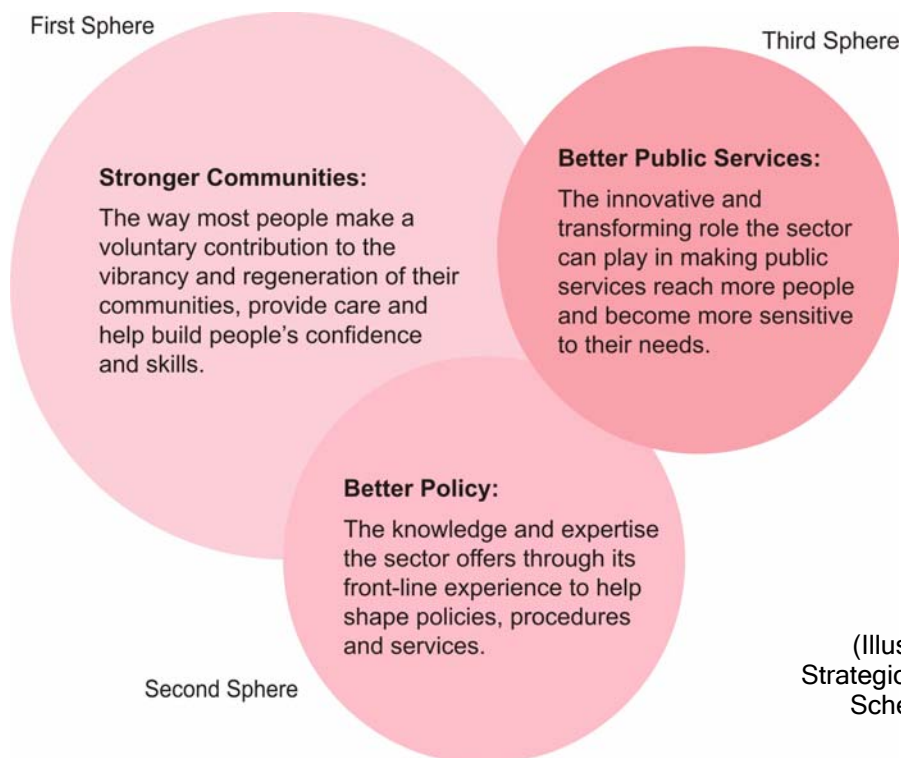 First Sphere
Third Sphere
Stronger Communities:
The way most people make a
voluntary contribution to the
vibrancy and regeneration of their
communities, provide care and
help build people’s confidence
and skills.
Better Public Services:
The innovative and
transforming role the sector
can play in making public
services reach more people
and become more sensitive
to their needs.
Better Policy:
The knowledge and expertise
the sector offers through its
front-line experience to help
shape policies, procedures
and services.
Second Sphere
(Illus
Strategic
Sche